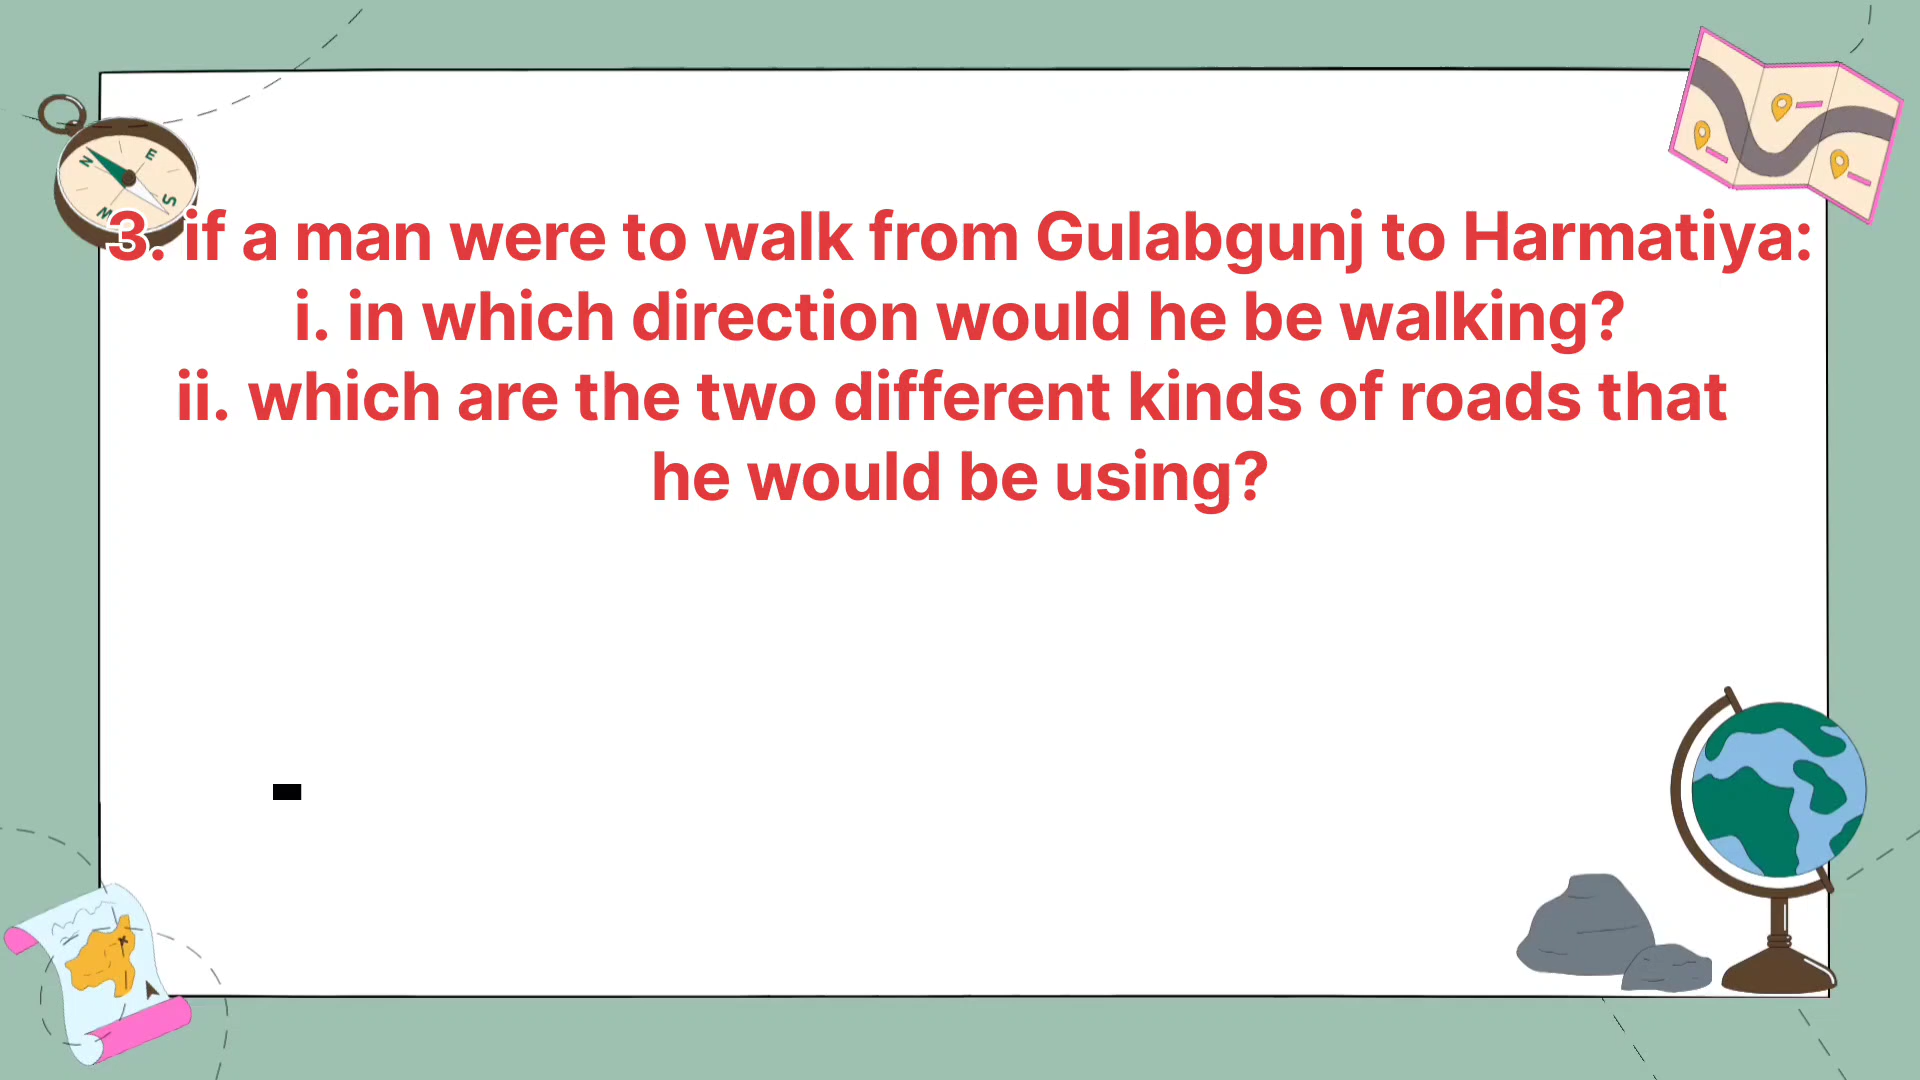 3. if a man were to walk from Gulabgunj to Harmatiya:
i. in which direction would he be walking?
ii. which are the two different kinds of roads that
he would be using?
N
E
S
W